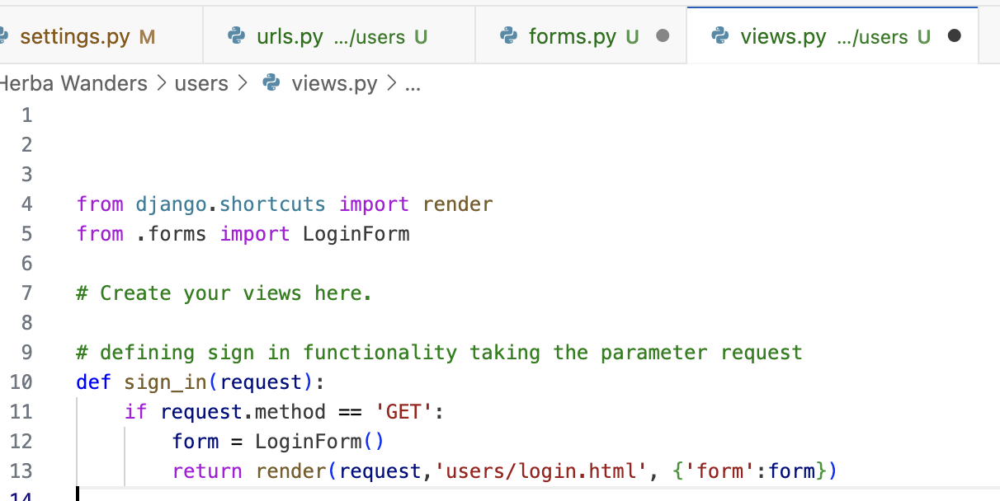 settings.py M urls.py .../users U forms.py U views.py .../users U
Herba Wanders > users > views.py > ...
1
2
3
4 from django.shortcuts import render
5 from .forms import LoginForm
6
7 # Create your views here.
8
9 # defining sign in functionality taking the parameter request
10 def sign_in(request):
11 if request.method == 'GET':
12 form = LoginForm()
13 return render(request,'users/login.html', {'form':form})
14